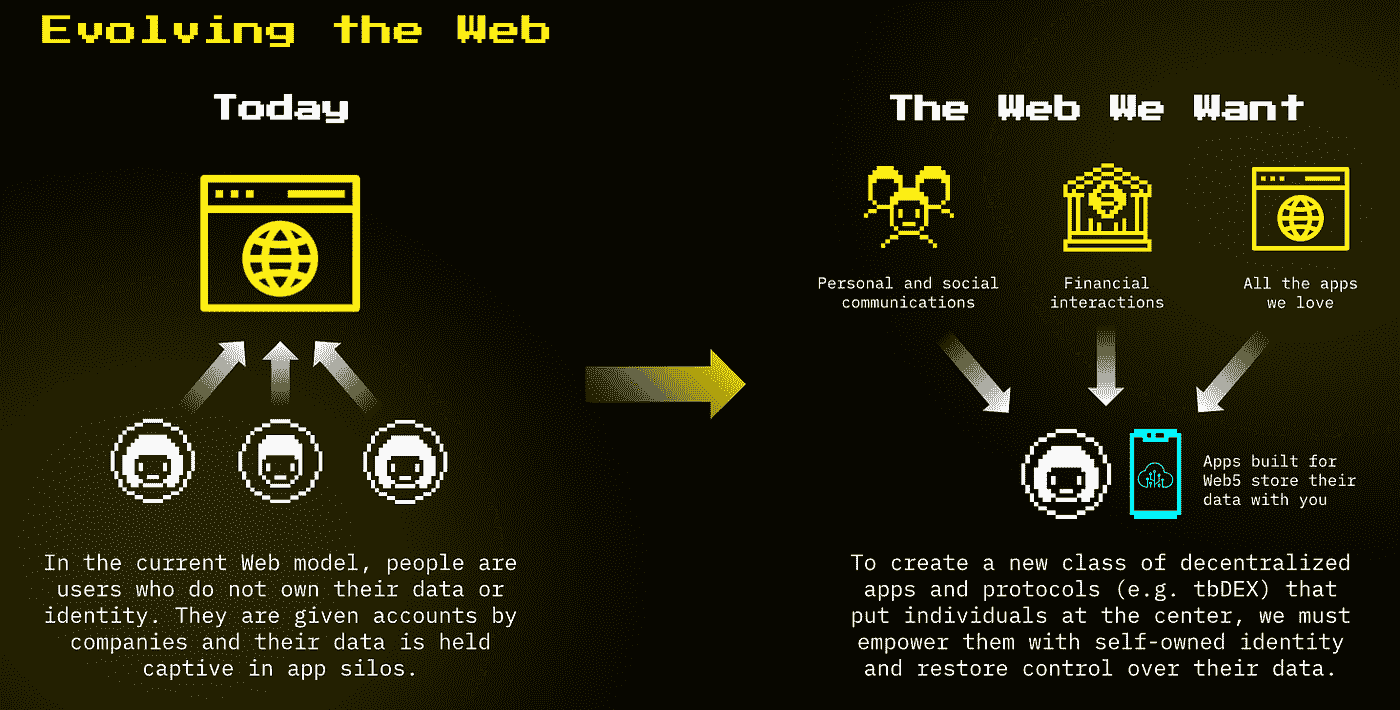 Evolving the Web
Today
In the current Web model, people are
users who do not own their data or
identity. They are given accounts by
companies and their data is held
captive in app silos.
The Web We Want
Personal and social
communications
Financial
interactions
All the apps
we love
Apps built for
Web5 store their
data with you
To create a new class of decentralized
apps and protocols (e.g. tbDEX) that
put individuals at the center, we must
empower them with self-owned identity
and restore control over their data.